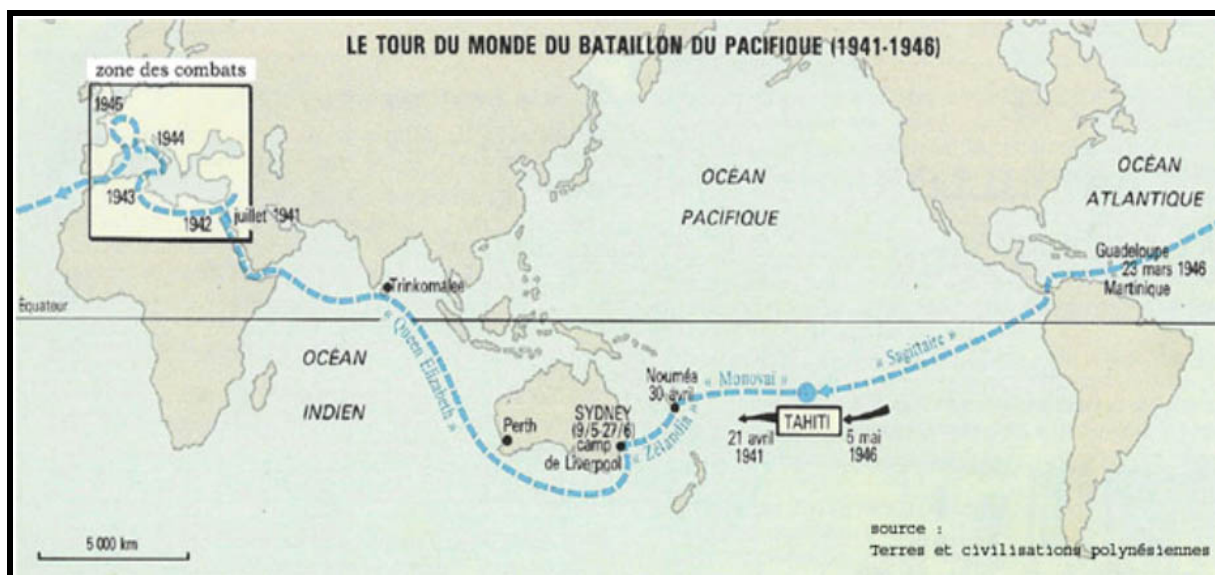 LE TOUR DU MONDE DU BATAILLON DU PACIFIQUE (1941-1946)
zone des combats
1945
1944
1943
1942
juillet 1941
OCÉAN
PACIFIQUE
OCÉAN
ATLANTIQUE
Guadeloupe
23 mars 1946
Martinique
Trinkomalee
Équateur
« Queen Elizabeth »
OCÉAN
INDIEN
« Sagittaire »
Nouméa
30 avril
« Monovai »
SYDNEY
(9/5-27/6)
camp
de Liverpool
« Zélandia »
Perth
TAHITI
21 avril
1941
5 mai
1946
5 000 km
source :
Terres et civilisations polynésiennes